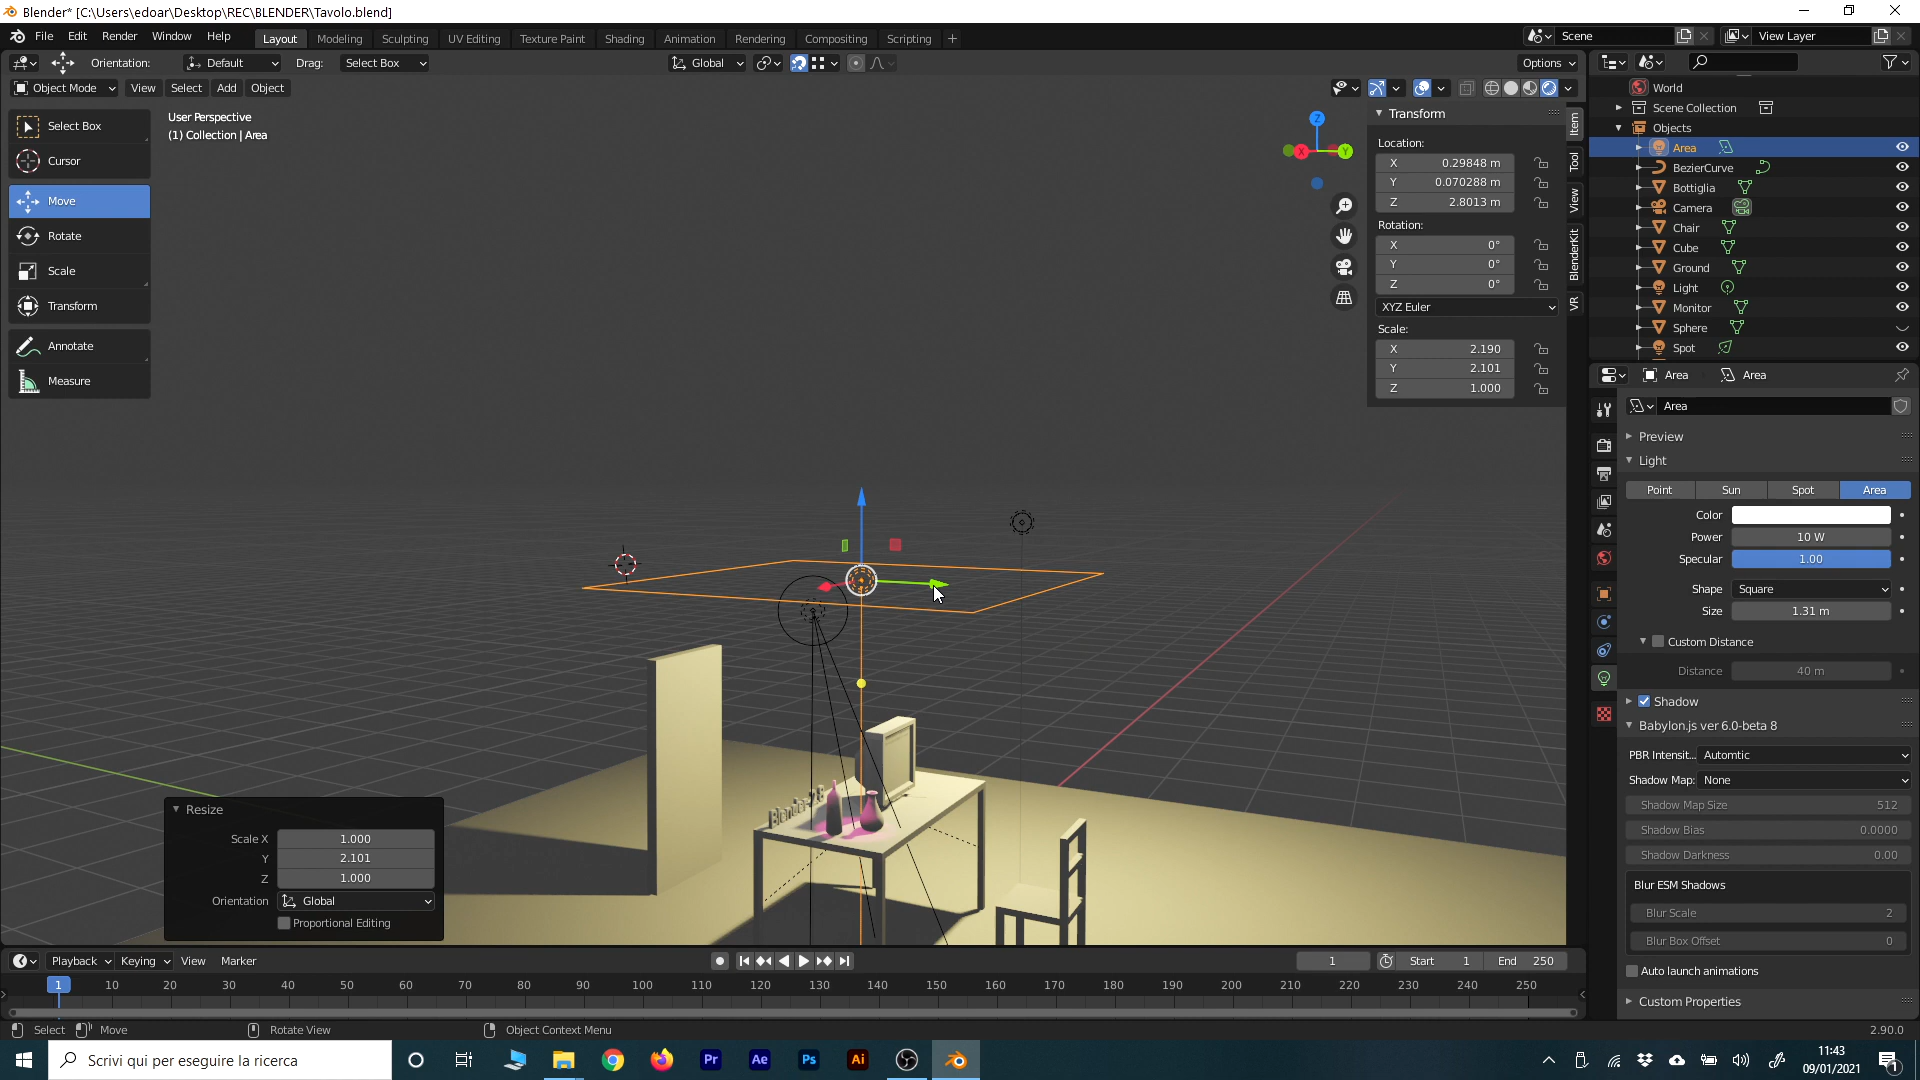 Blender* [C:\Users\edoar\Desktop\REC\BLENDER\Tavolo.blend]
File Edit Render Window Help Layout Modeling Sculpting UV Editing Texture Paint Shading Animation Rendering Compositing Scripting + Scene View Layer
Orientation: Default Drag: Select Box Global Options
Object Mode View Select Add Object
User Perspective
(1) Collection | Area
Select Box
Cursor
Move
Rotate
Scale
Transform
Annotate
Measure
Z
X
Y
Transform
Location:
X 0.29848 m
Y 0.070288 m
Z 2.8013 m
Rotation:
X 0°
Y 0°
Z 0°
XYZ Euler
Scale:
X 2.190
Y 2.101
Z 1.000
Item
Tool
View
BlenderKit
VR
World
Scene Collection
Objects
Area
BezierCurve
Bottiglia
Camera
Chair
Cube
Ground
Light
Monitor
Sphere
Spot
Area Area
Area
Preview
Light
Point Sun Spot Area
Color
Power 10 W
Specular 1.00
Shape Square
Size 1.31 m
Custom Distance
Distance 40 m
Shadow
Babylon.js ver 6.0-beta 8
PBR Intensit... Automtic
Shadow Map: None
Shadow Map Size 512
Shadow Bias 0.0000
Shadow Darkness 0.00
Blur ESM Shadows
Blur Scale 2
Blur Box Offset 0
Auto launch animations
Custom Properties
Resize
Scale X 1.000
Y 2.101
Z 1.000
Orientation Global
Proportional Editing
Playback Keying View Marker 1 Start 1 End 250
1 10 20 30 40 50 60 70 80 90 100 110 120 130 140 150 160 170 180 190 200 210 220 230 240 250
Select Move Rotate View Object Context Menu 2.90.0
Scrivi qui per eseguire la ricerca Pr Ae Ps Ai
11:43
09/01/2021
1